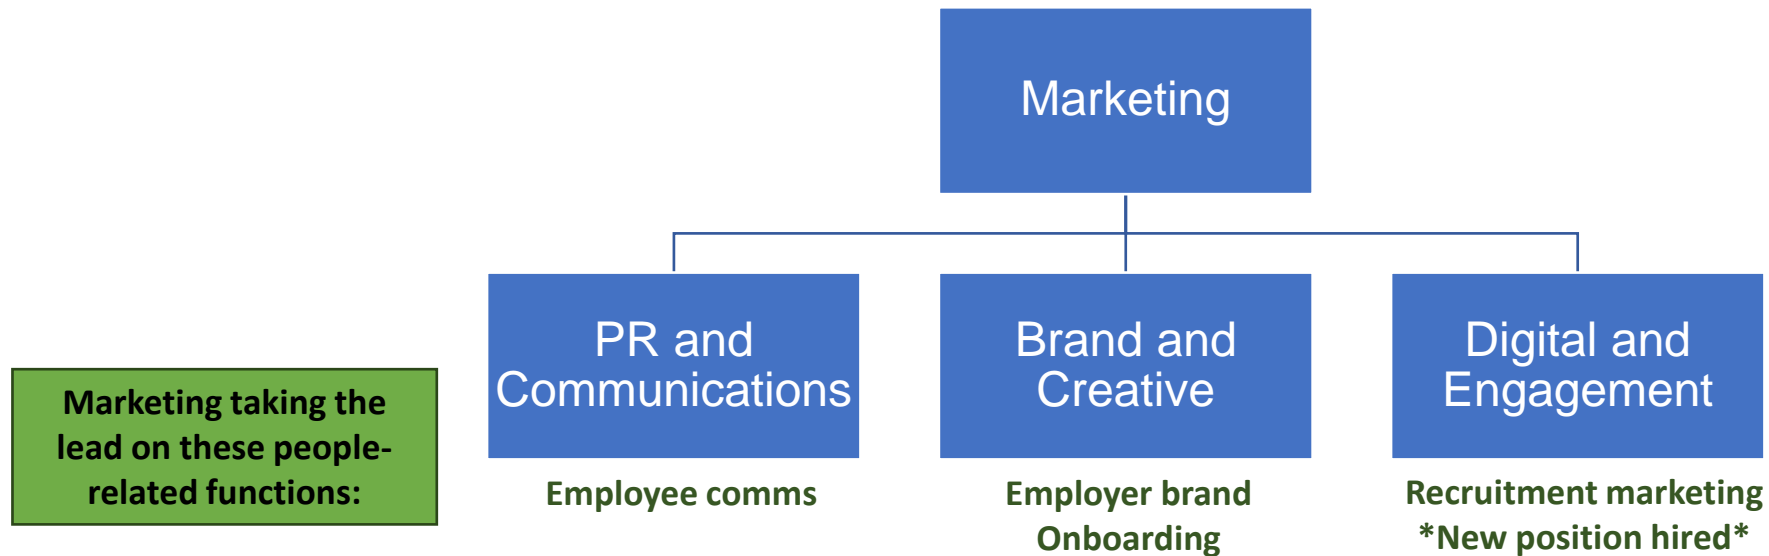 Marketing
PR and
Communications
Brand and
Creative
Digital and
Engagement
Marketing taking the
lead on these people-
related functions:
Employee comms
Employer brand
Onboarding
Recruitment marketing
*New position hired*